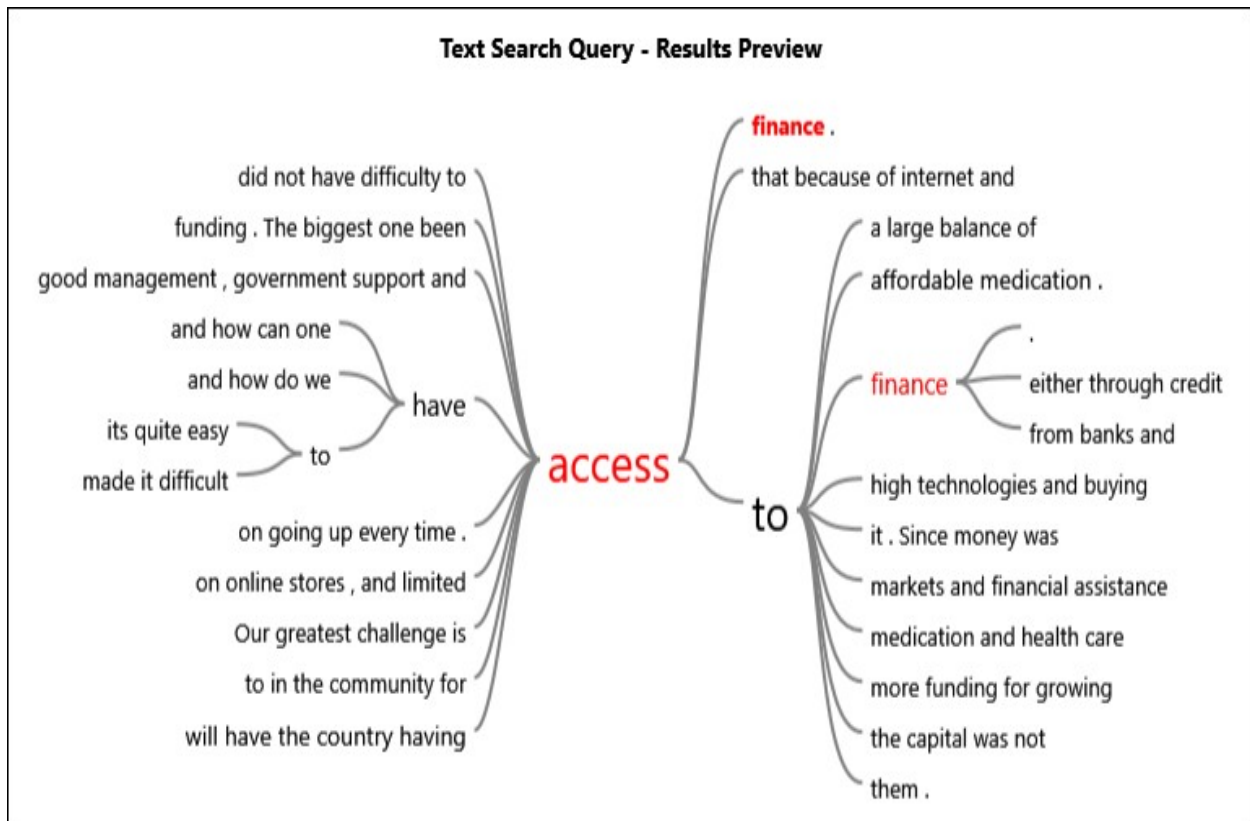 Text Search Query - Results Preview
did not have difficulty to
funding . The biggest one been
good management , government support and
and how can one
and how do we
its quite easy
made it difficult
to
have
on going up every time .
on online stores , and limited
Our greatest challenge is
to in the community for
will have the country having
access
finance .
that because of internet and
to
a large balance of
affordable medication .
finance
.
either through credit
from banks and
high technologies and buying
it . Since money was
markets and financial assistance
medication and health care
more funding for growing
the capital was not
them .